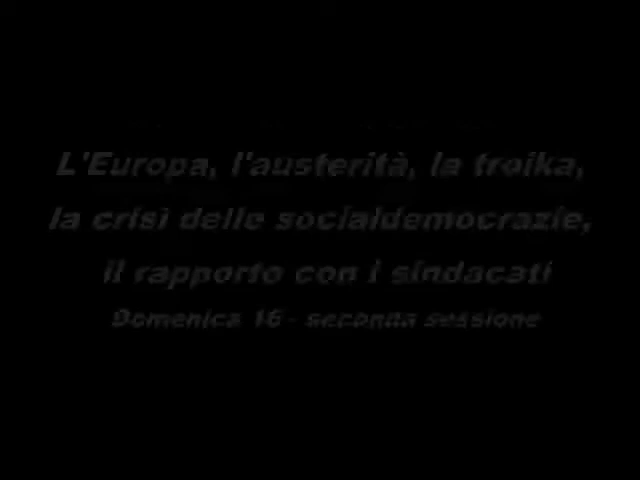 L'Europa, l'austerità, la troika,
la crisi delle socialdemocrazie,
il rapporto con i sindacati
Domenica 16 - seconda sessione